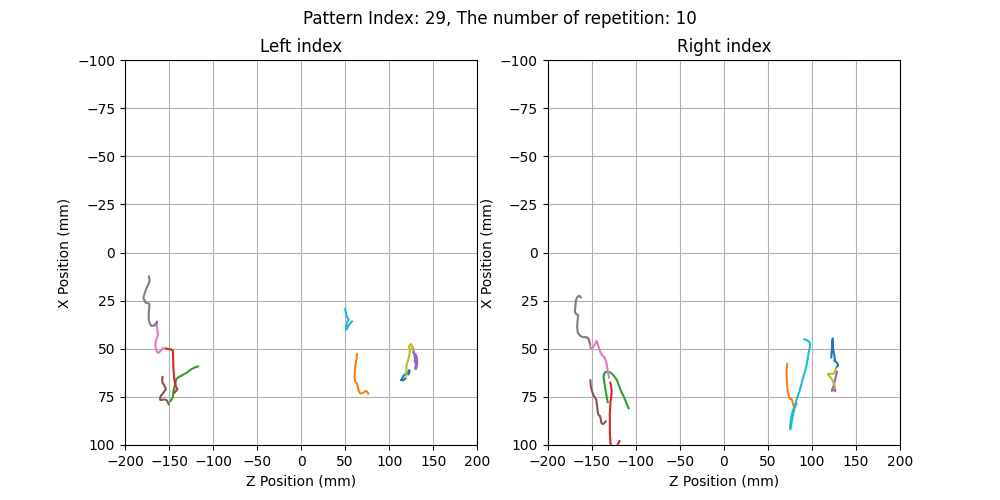 Pattern Index: 29, The number of repetition: 10
Left index
Right index
−100
−75
−50
−25
0
25
50
75
100
−200 −150 −100 −50 0 50 100 150 200
Z Position (mm)
X Position (mm)
−100
−75
−50
−25
0
25
50
75
100
−200 −150 −100 −50 0 50 100 150 200
Z Position (mm)
X Position (mm)